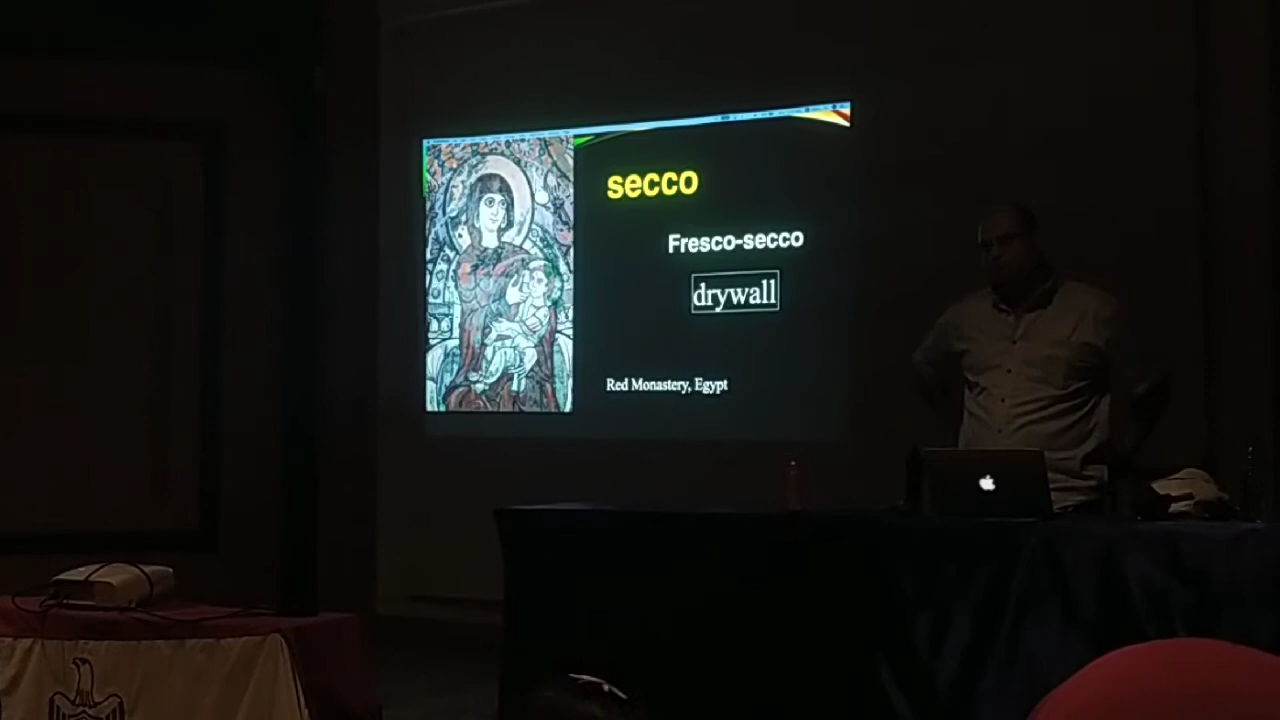 secco
Fresco-secco
drywall
Red Monastery, Egypt